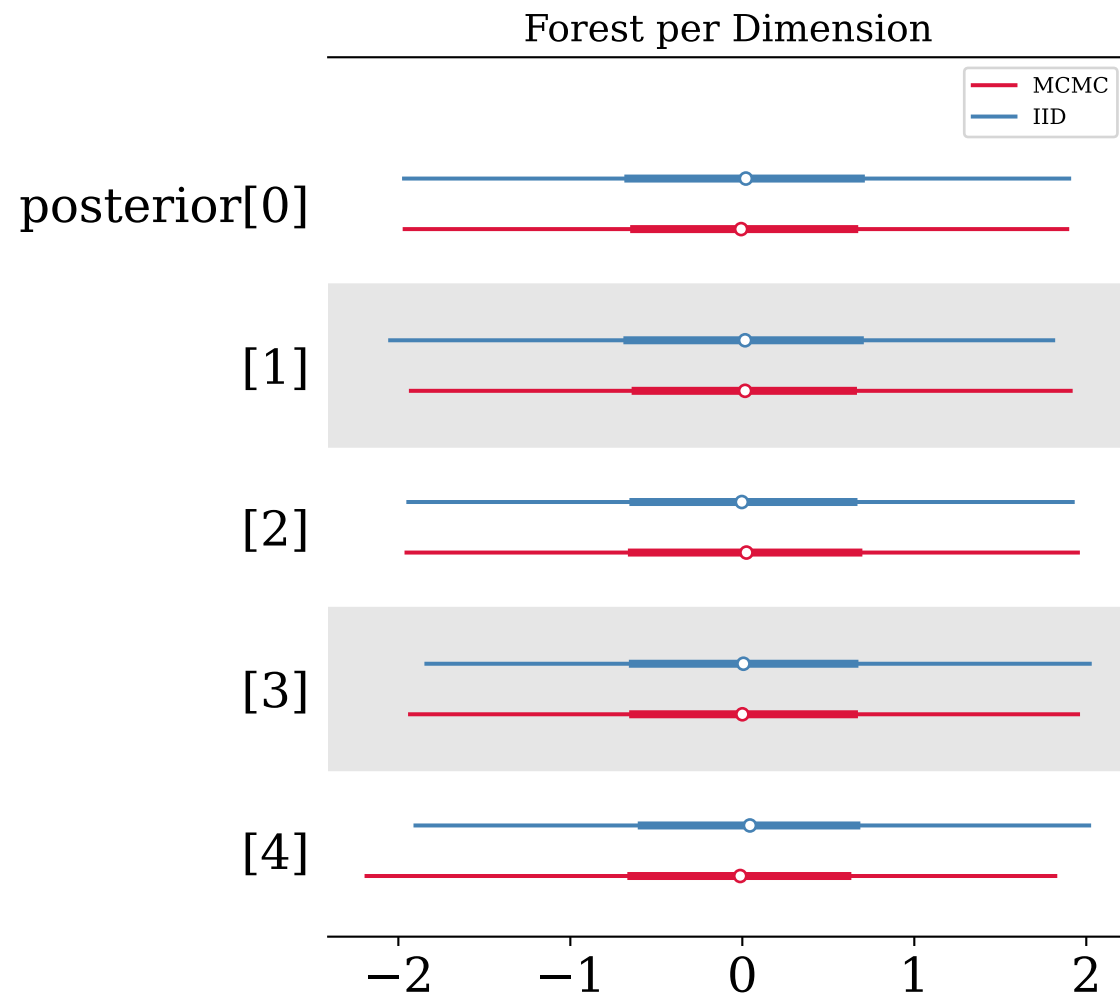 Forest per Dimension
MCMC
IID
posterior[0]
[1]
[2]
[3]
[4]
−2 −1 0 1 2